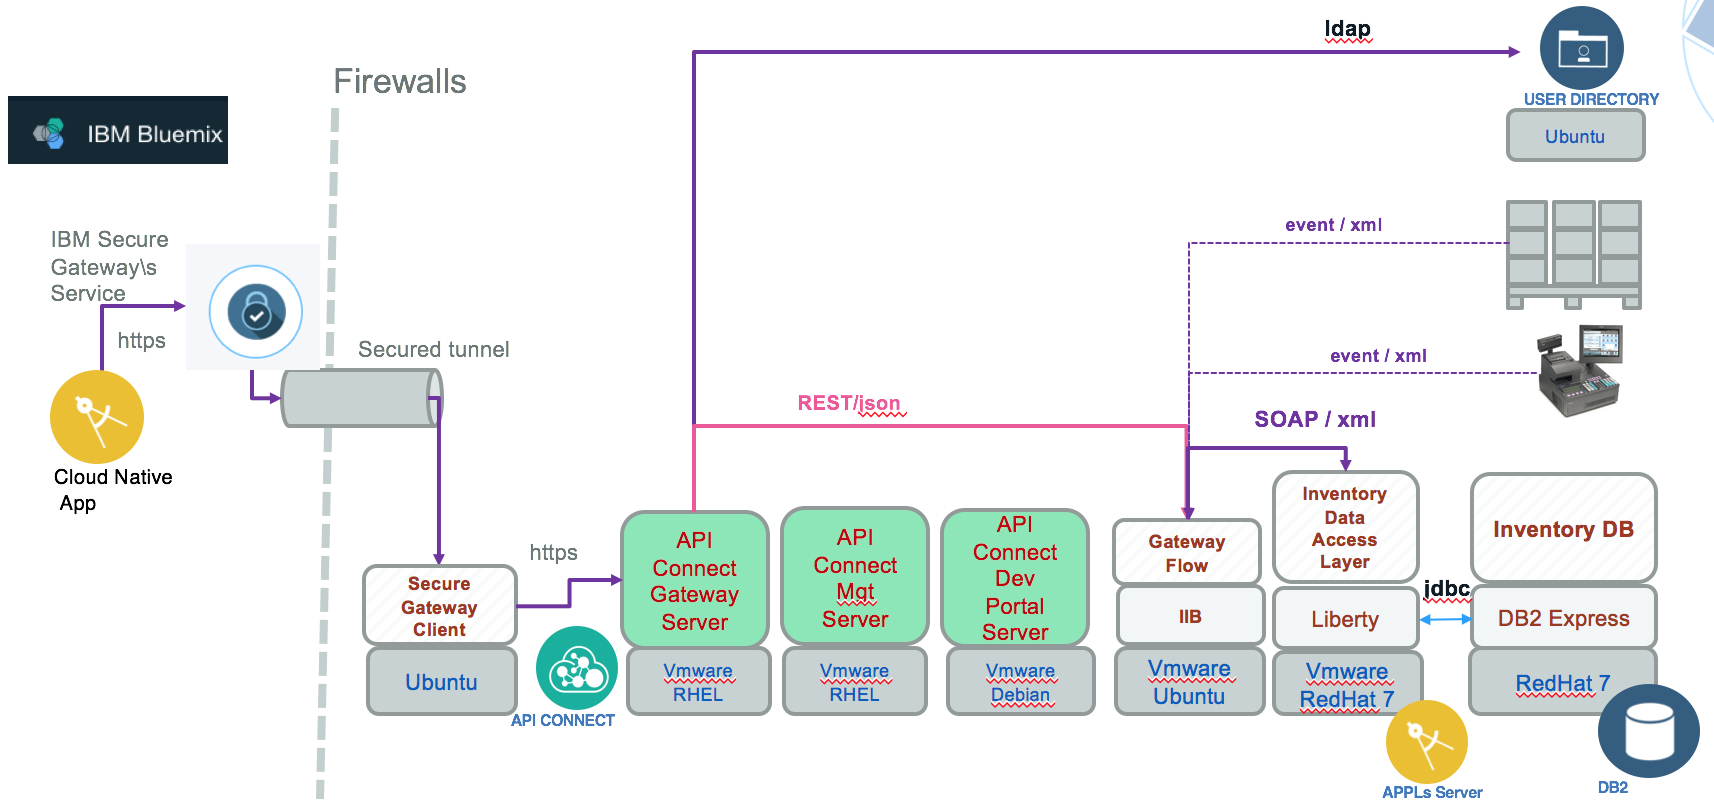 ldap
USER DIRECTORY
Ubuntu
Firewalls
IBM Bluemix
IBM Secure
Gateway\s
Service
https
Cloud Native
App
Secured tunnel
event / xml
event / xml
REST/json
SOAP / xml
https
Secure
Gateway
Client
Ubuntu
API CONNECT
API
Connect
Gateway
Server
Vmware
RHEL
API
Connect
Mgt
Server
Vmware
RHEL
API
Connect
Dev
Portal
Server
Vmware
Debian
Gateway
Flow
IIB
Vmware
Ubuntu
Inventory
Data
Access
Layer
Liberty
Vmware
RedHat 7
APPLs Server
jdbc
Inventory DB
DB2 Express
RedHat 7
DB2